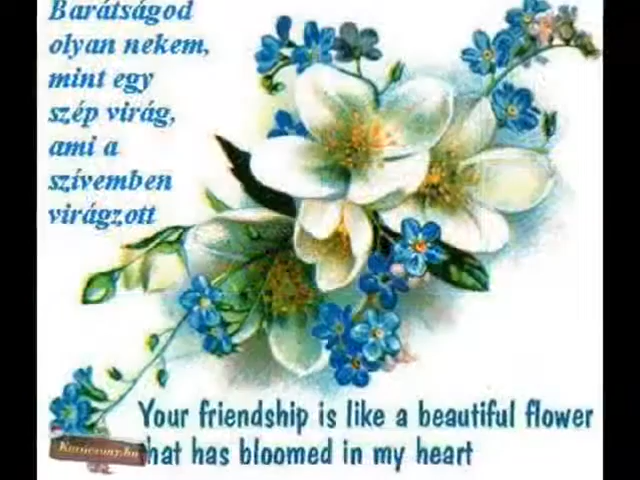 Barátságod
olyan nekem,
mint egy
szép virág,
ami a
szívemben
virágzott
Your friendship is like a beautiful flower
that has bloomed in my heart